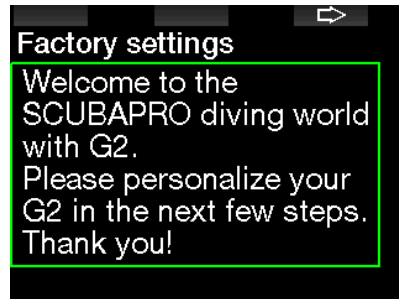 Factory settings
Welcome to the
SCUBAPRO diving world
with G2.
Please personalize your
G2 in the next few steps.
Thank you!